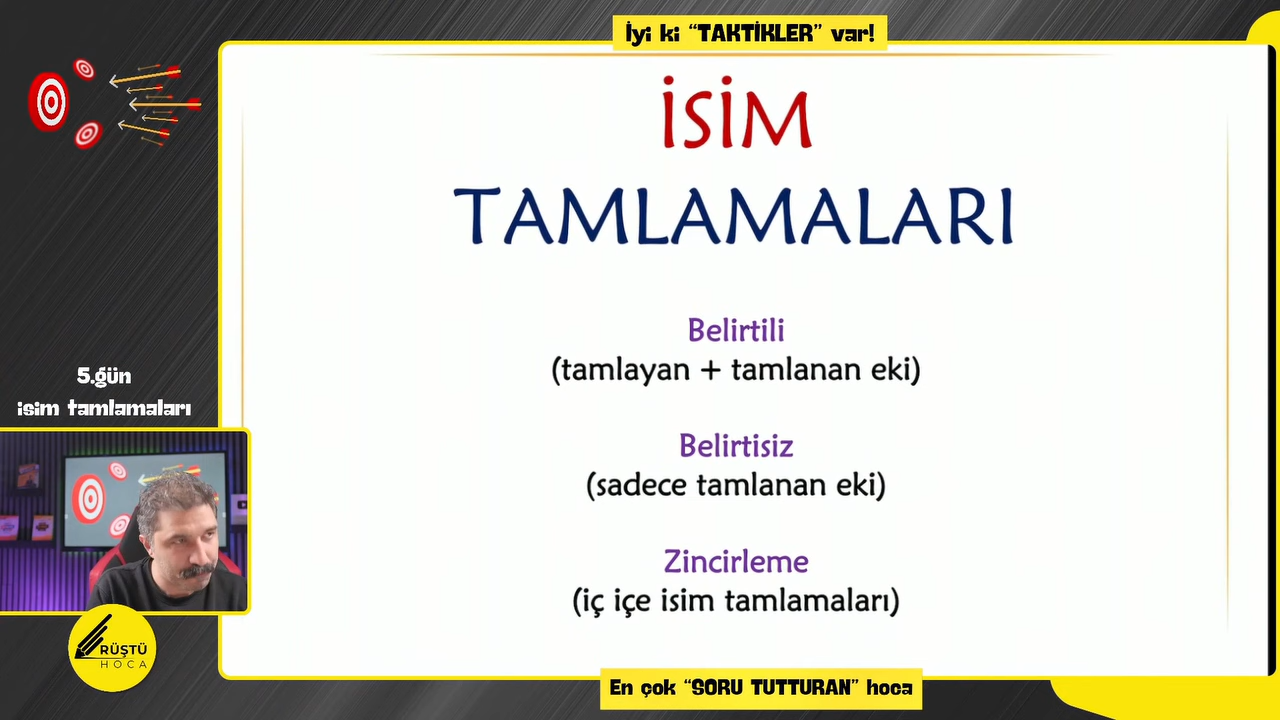 İyi ki “TAKTİKLER” var!
İSİM
TAMLAMALARI
Belirtili
(tamlayan + tamlanan eki)
Belirtisiz
(sadece tamlanan eki)
Zincirleme
(iç içe isim tamlamaları)
5.gün
isim tamlamaları
RÜŞTÜ
HOCA
En çok “SORU TUTTURAN” hoca